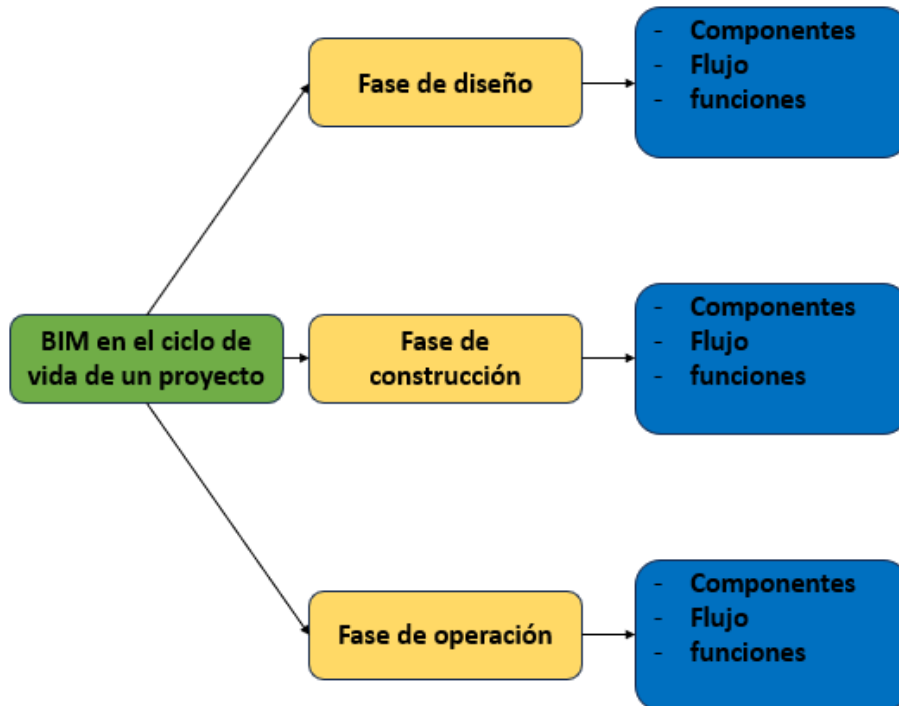 Fase de diseño
- Componentes
- Flujo
- funciones
BIM en el ciclo de
vida de un proyecto
Fase de
construcción
- Componentes
- Flujo
- funciones
Fase de operación
- Componentes
- Flujo
- funciones